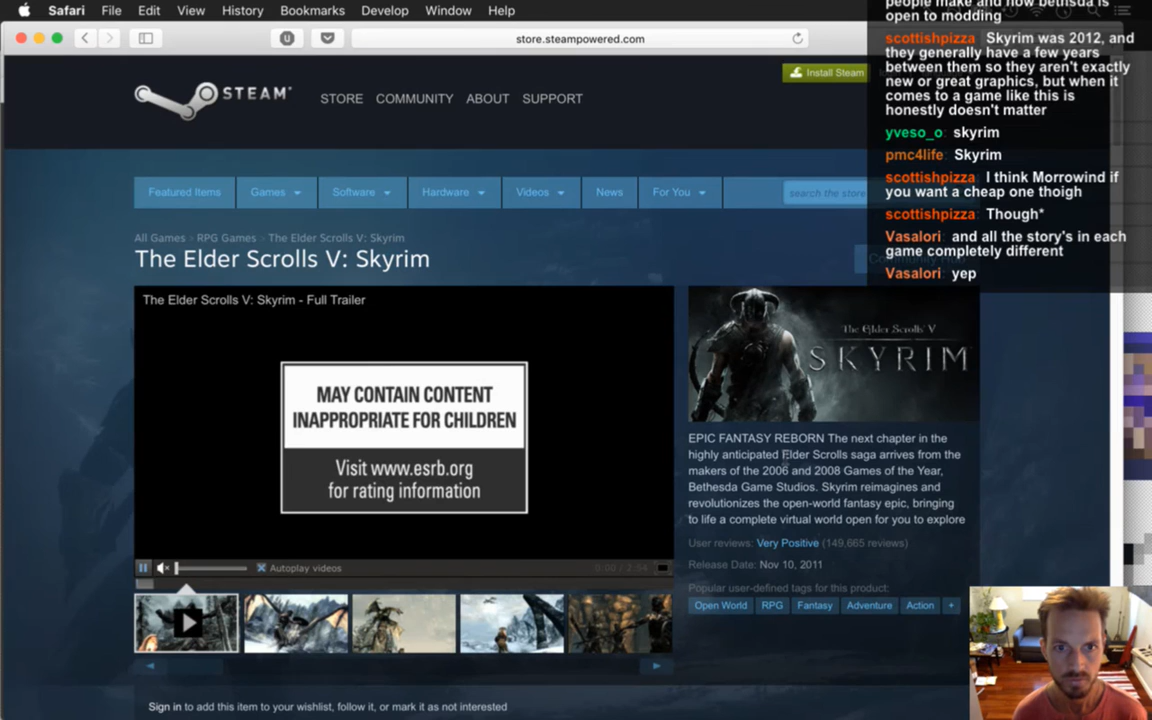 Safari File Edit View History Bookmarks Develop Window Help
people make and how bethsda is
open to modding
store.steampowered.com
scottishpizza: Skyrim was 2012, and
they generally have a few years
between them so they aren't exactly
new or great graphics, but when it
comes to a game like this is
honestly doesn't matter
yveso_o: skyrim
pmc4life: Skyrim
scottishpizza: I think Morrowind if
you want a cheap one thoigh
scottishpizza: Though*
Vasalori: and all the story's in each
game completely different
Vasalori: yep
Install Steam
STEAM
STORE COMMUNITY ABOUT SUPPORT
Featured Items Games Software Hardware Videos News For You search the store
All Games > RPG Games > The Elder Scrolls V: Skyrim
The Elder Scrolls V: Skyrim
Community Hub
The Elder Scrolls V: Skyrim - Full Trailer
MAY CONTAIN CONTENT
INAPPROPRIATE FOR CHILDREN
Visit www.esrb.org
for rating information
Autoplay videos 0:00 / 2:54
The Elder Scrolls V
SKYRIM
EPIC FANTASY REBORN The next chapter in the
highly anticipated Elder Scrolls saga arrives from the
makers of the 2006 and 2008 Games of the Year,
Bethesda Game Studios. Skyrim reimagines and
revolutionizes the open-world fantasy epic, bringing
to life a complete virtual world open for you to explore
User reviews: Very Positive (149,665 reviews)
Release Date: Nov 10, 2011
Popular user-defined tags for this product:
Open World RPG Fantasy Adventure Action +
Sign in to add this item to your wishlist, follow it, or mark it as not interested